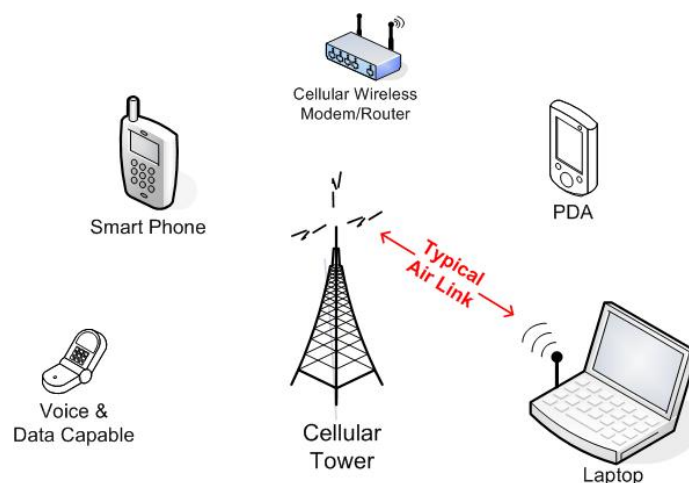 Cellular Wireless
Modem/Router
Smart Phone
PDA
Typical
Air Link
Voice &
Data Capable
Cellular
Tower
Laptop